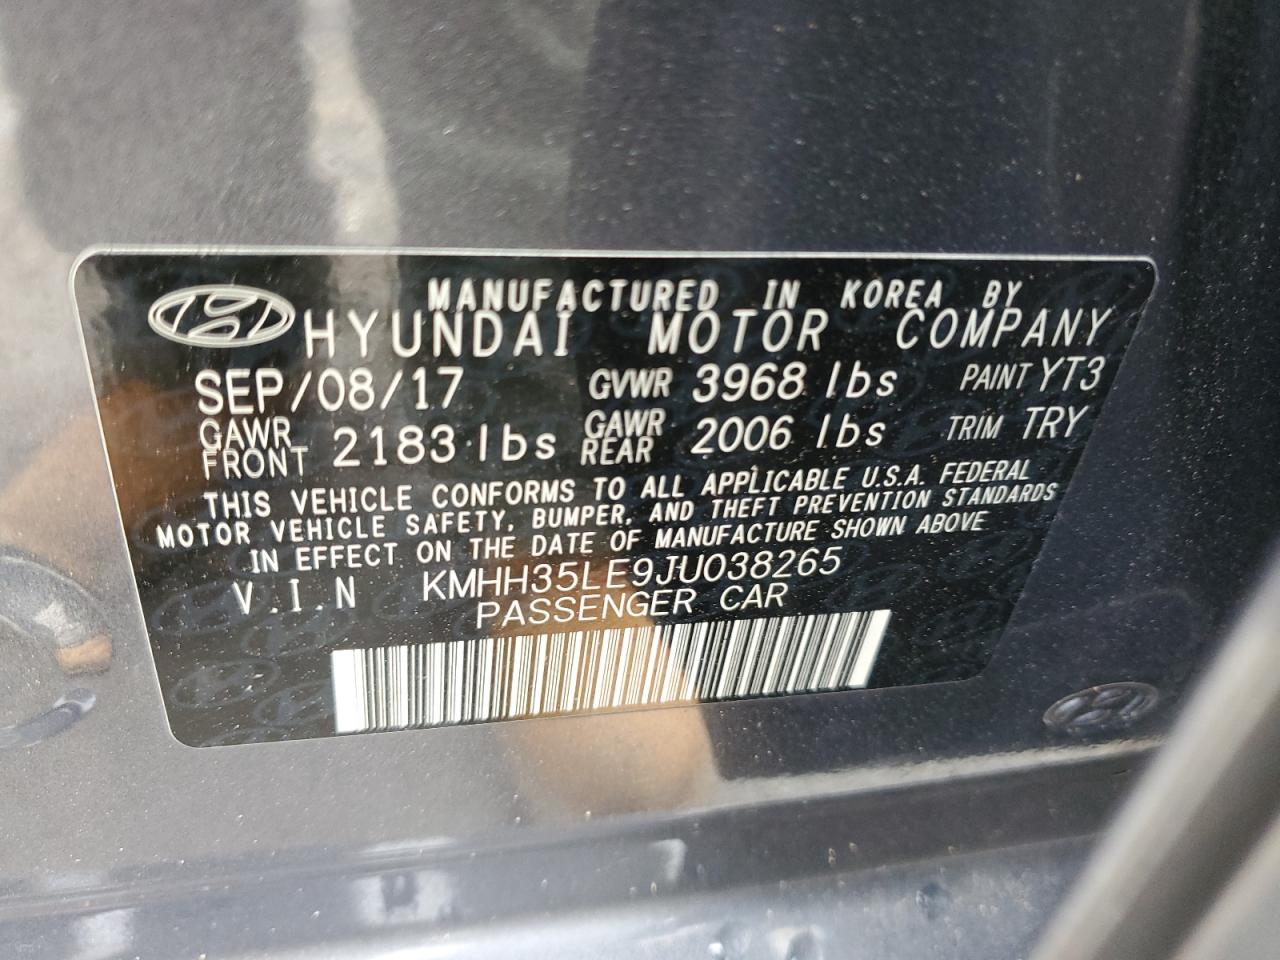 MANUFACTURED IN KOREA BY
HYUNDAI MOTOR COMPANY
SEP/08/17 GVWR 3968 lbs PAINT YT3
GAWR FRONT 2183 lbs GAWR REAR 2006 lbs TRIM TRY
THIS VEHICLE CONFORMS TO ALL APPLICABLE U.S.A. FEDERAL
MOTOR VEHICLE SAFETY, BUMPER, AND THEFT PREVENTION STANDARDS
IN EFFECT ON THE DATE OF MANUFACTURE SHOWN ABOVE
V.I.N KMHH35LE9JU038265
PASSENGER CAR